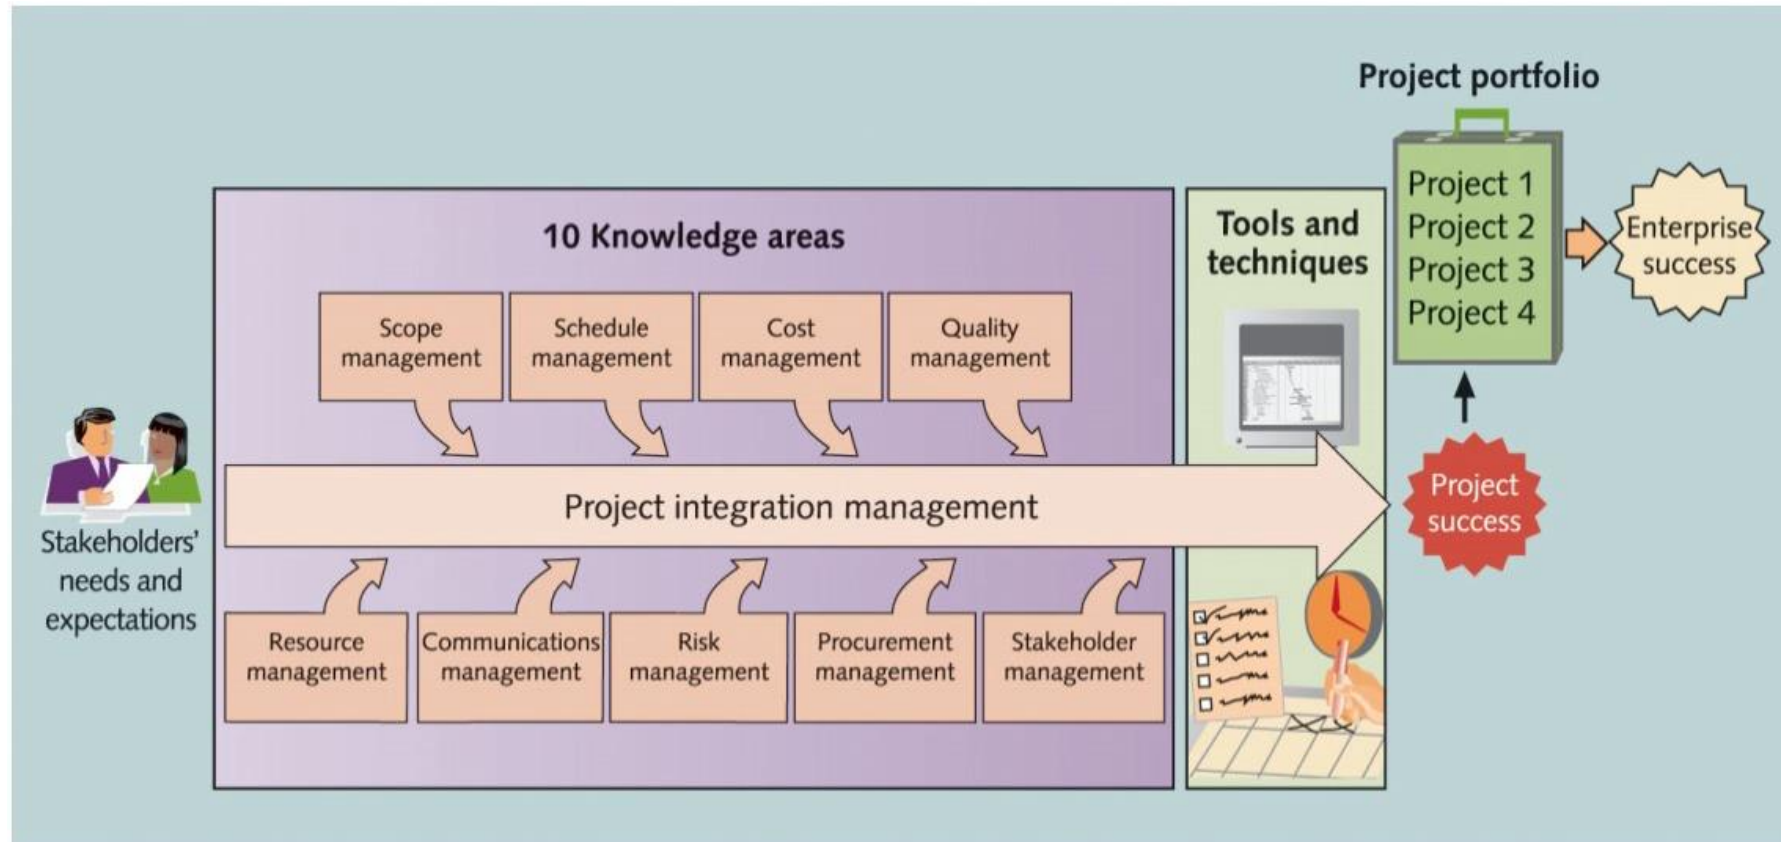 Project portfolio
Project 1
Project 2
Project 3
Project 4
Enterprise
success
10 Knowledge areas
Tools and
techniques
Scope
management
Schedule
management
Cost
management
Quality
management
Stakeholders'
needs and
expectations
Project integration management
Project
success
Resource
management
Communications
management
Risk
management
Procurement
management
Stakeholder
management